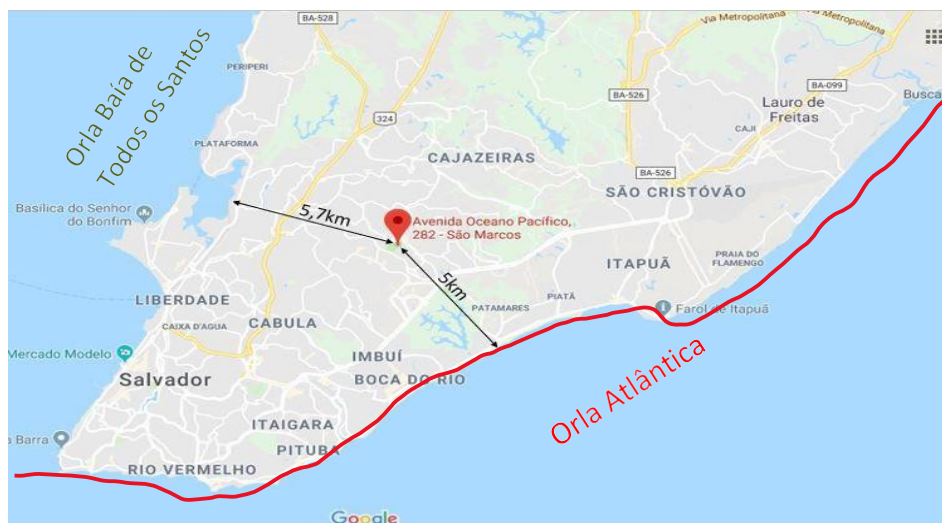 BA-528
Via Metropolitana
Via Metropolitana
Orla Baía de
Todos os Santos
PERIPERI
BA-526
BA-099
Busca
Lauro de
Freitas
324
CAJI
PLATAFORMA
CAJAZEIRAS
BA-526
SÃO CRISTÓVÃO
Basílica do Senhor
do Bonfim
5,7km
Avenida Oceano Pacífico,
282 - São Marcos
PRAIA DO
FLAMENGO
ITAPUÃ
5km
LIBERDADE
PATAMARES
PIATÃ
Farol de Itapuã
CAIXA D'AGUA
CABULA
Mercado Modelo
IMBUÍ
Salvador
BOCA DO RIO
Orla Atlântica
ITAIGARA
a Barra
PITUBA
RIO VERMELHO
Google